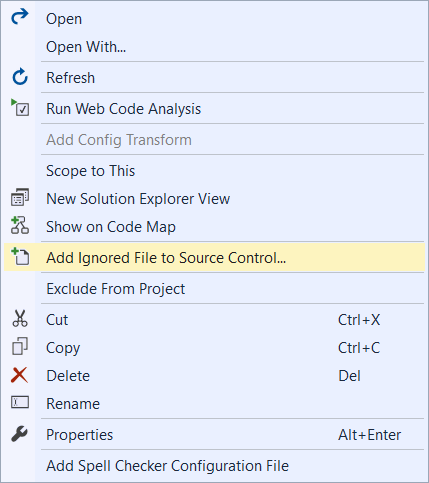 Open
Open With...
Refresh
Run Web Code Analysis
Add Config Transform
Scope to This
New Solution Explorer View
Show on Code Map
Add Ignored File to Source Control...
Exclude From Project
Cut Ctrl+X
Copy Ctrl+C
Delete Del
Rename
Properties Alt+Enter
Add Spell Checker Configuration File